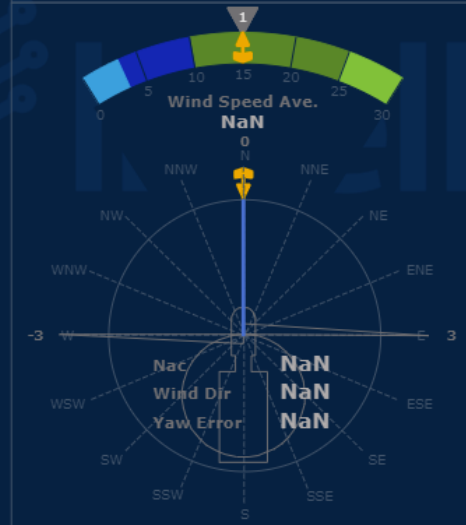 1
0 5 10 15 20 25 30
Wind Speed Ave.
NaN
0
N
NNW NNE
NW NE
WNW ENE
-3 W E 3
Nac NaN
Wind Dir NaN
WSW ESE
Yaw Error NaN
SW SE
SSW SSE
S